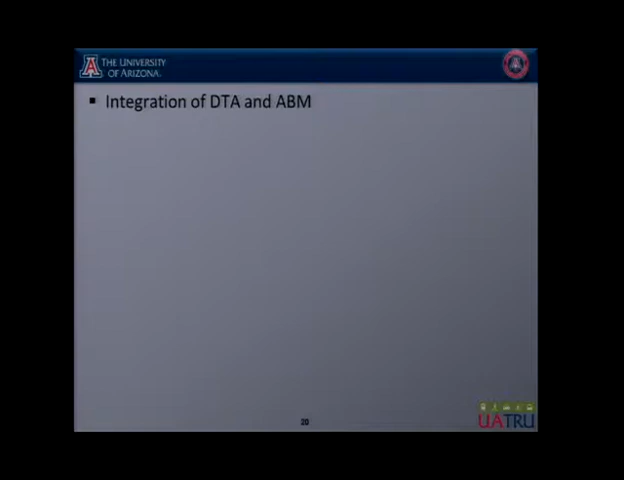 THE UNIVERSITY
OF ARIZONA
Integration of DTA and ABM
20
UATRU